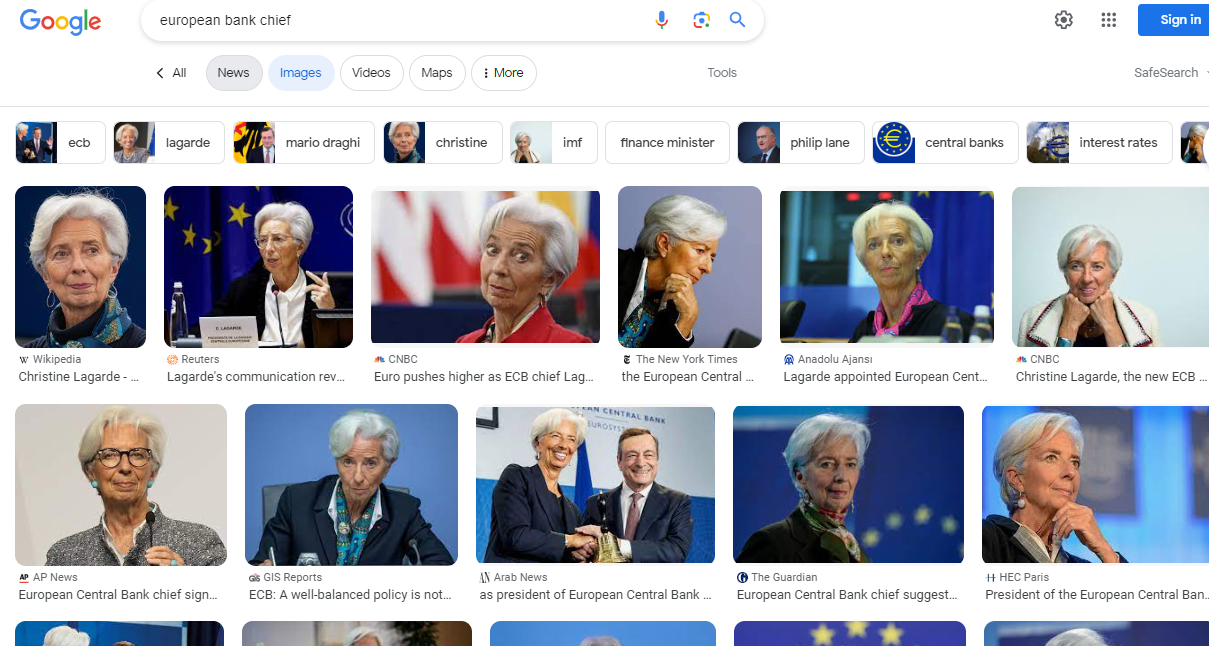 Google
european bank chief
Sign in
All
News
Images
Videos
Maps
More
Tools
SafeSearch
ecb
lagarde
mario draghi
christine
imf
finance minister
philip lane
central banks
interest rates
C. LAGARDE
W Wikipedia
Christine Lagarde - ...
Reuters
Lagarde's communication rev...
CNBC
Euro pushes higher as ECB chief Lag...
The New York Times
the European Central ...
Anadolu Ajansı
Lagarde appointed European Cent...
CNBC
Christine Lagarde, the new ECB ...
EAN CENTRAL BANK
EUROSYS
AP AP News
European Central Bank chief sign...
GIS GIS Reports
ECB: A well-balanced policy is not...
Arab News
as president of European Central Bank ...
The Guardian
European Central Bank chief suggest...
HEC Paris
President of the European Central Ban...